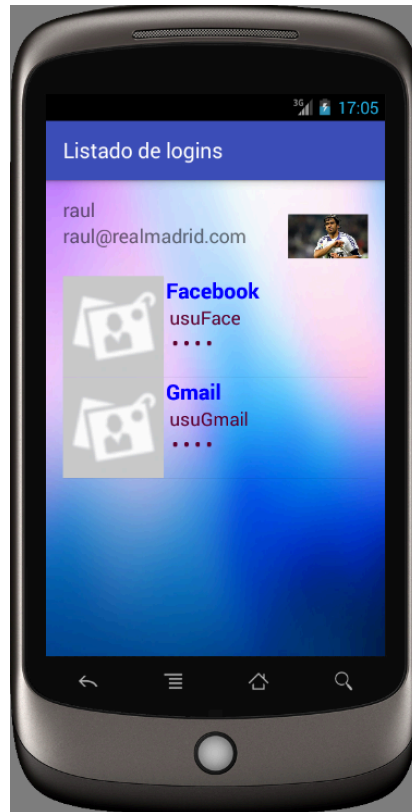 3G 17:05
Listado de logins
raul
raul@realmadrid.com
Facebook
usuFace
••••
Gmail
usuGmail
••••